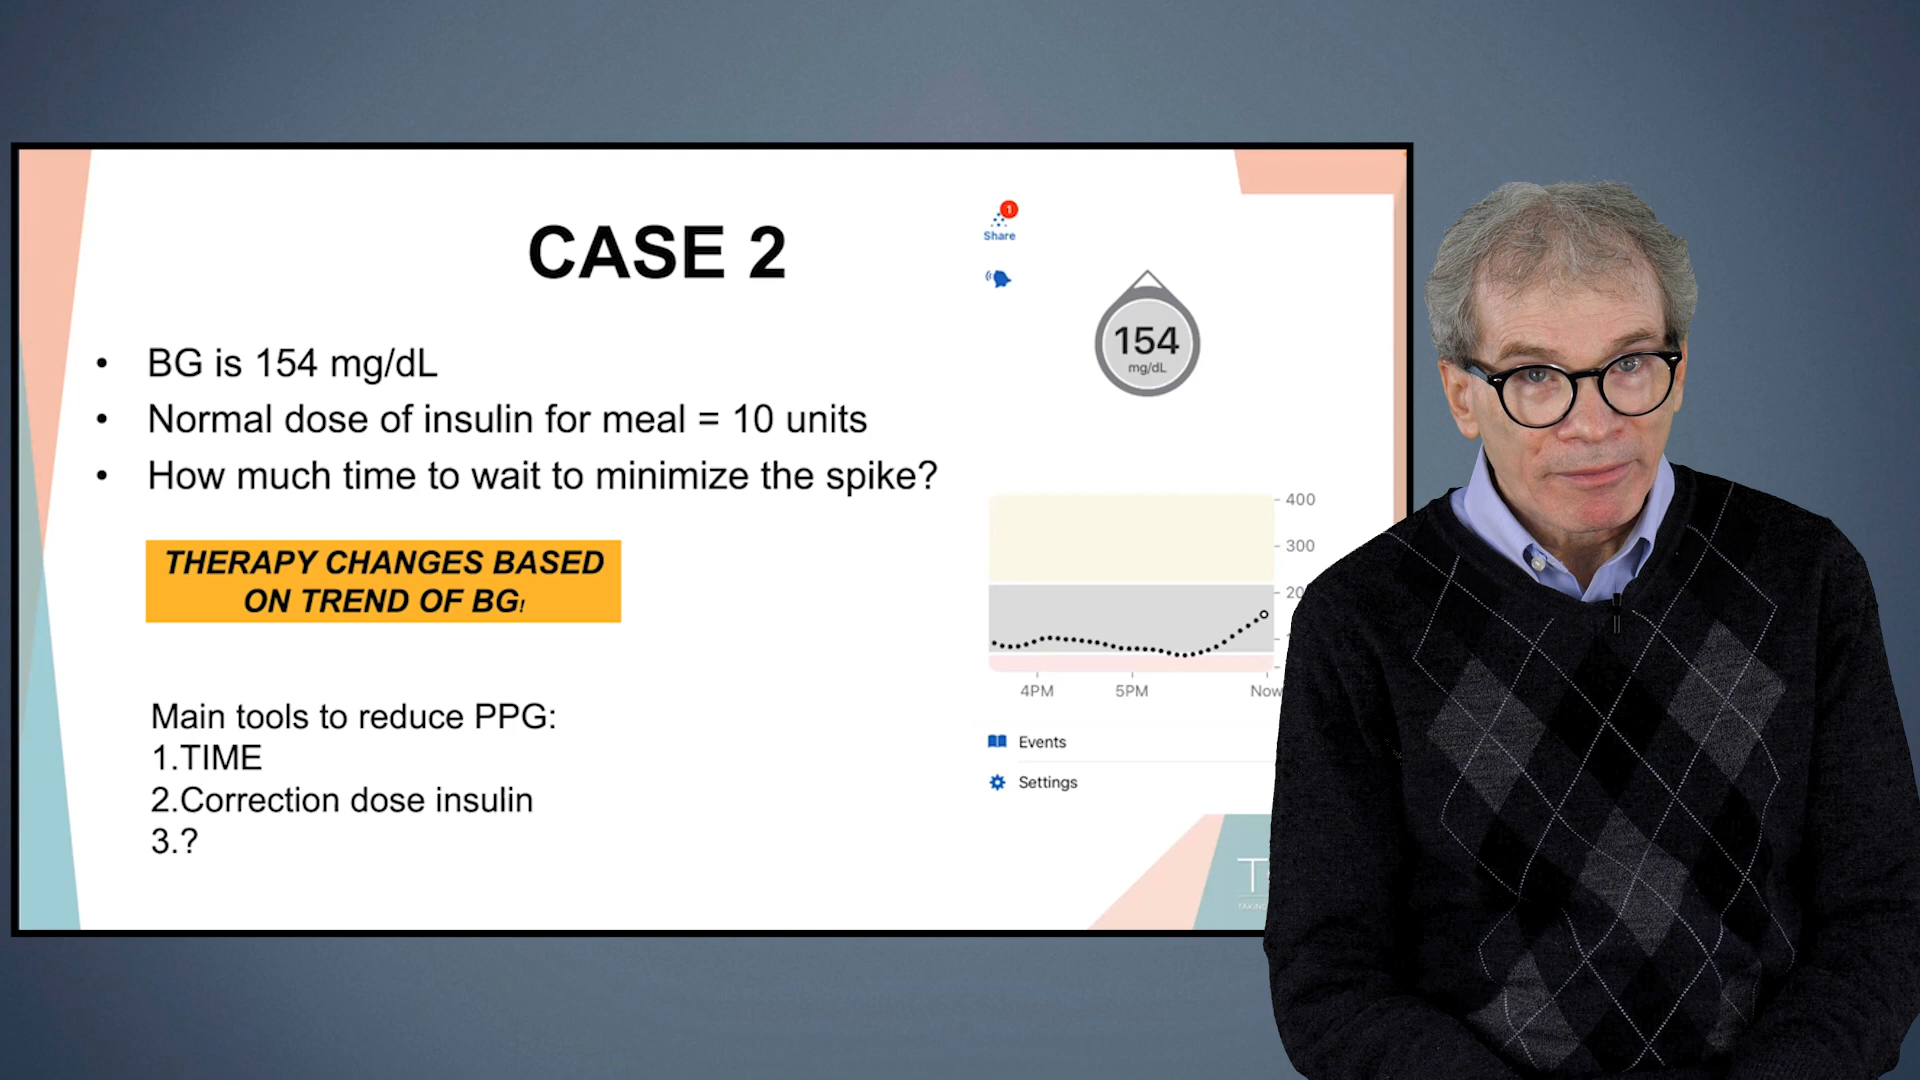 CASE 2
• BG is 154 mg/dL
• Normal dose of insulin for meal = 10 units
• How much time to wait to minimize the spike?
THERAPY CHANGES BASED
ON TREND OF BG!
Main tools to reduce PPG:
1.TIME
2.Correction dose insulin
3.?
1
Share
154
mg/dL
400
300
4PM 5PM Now
Events
Settings